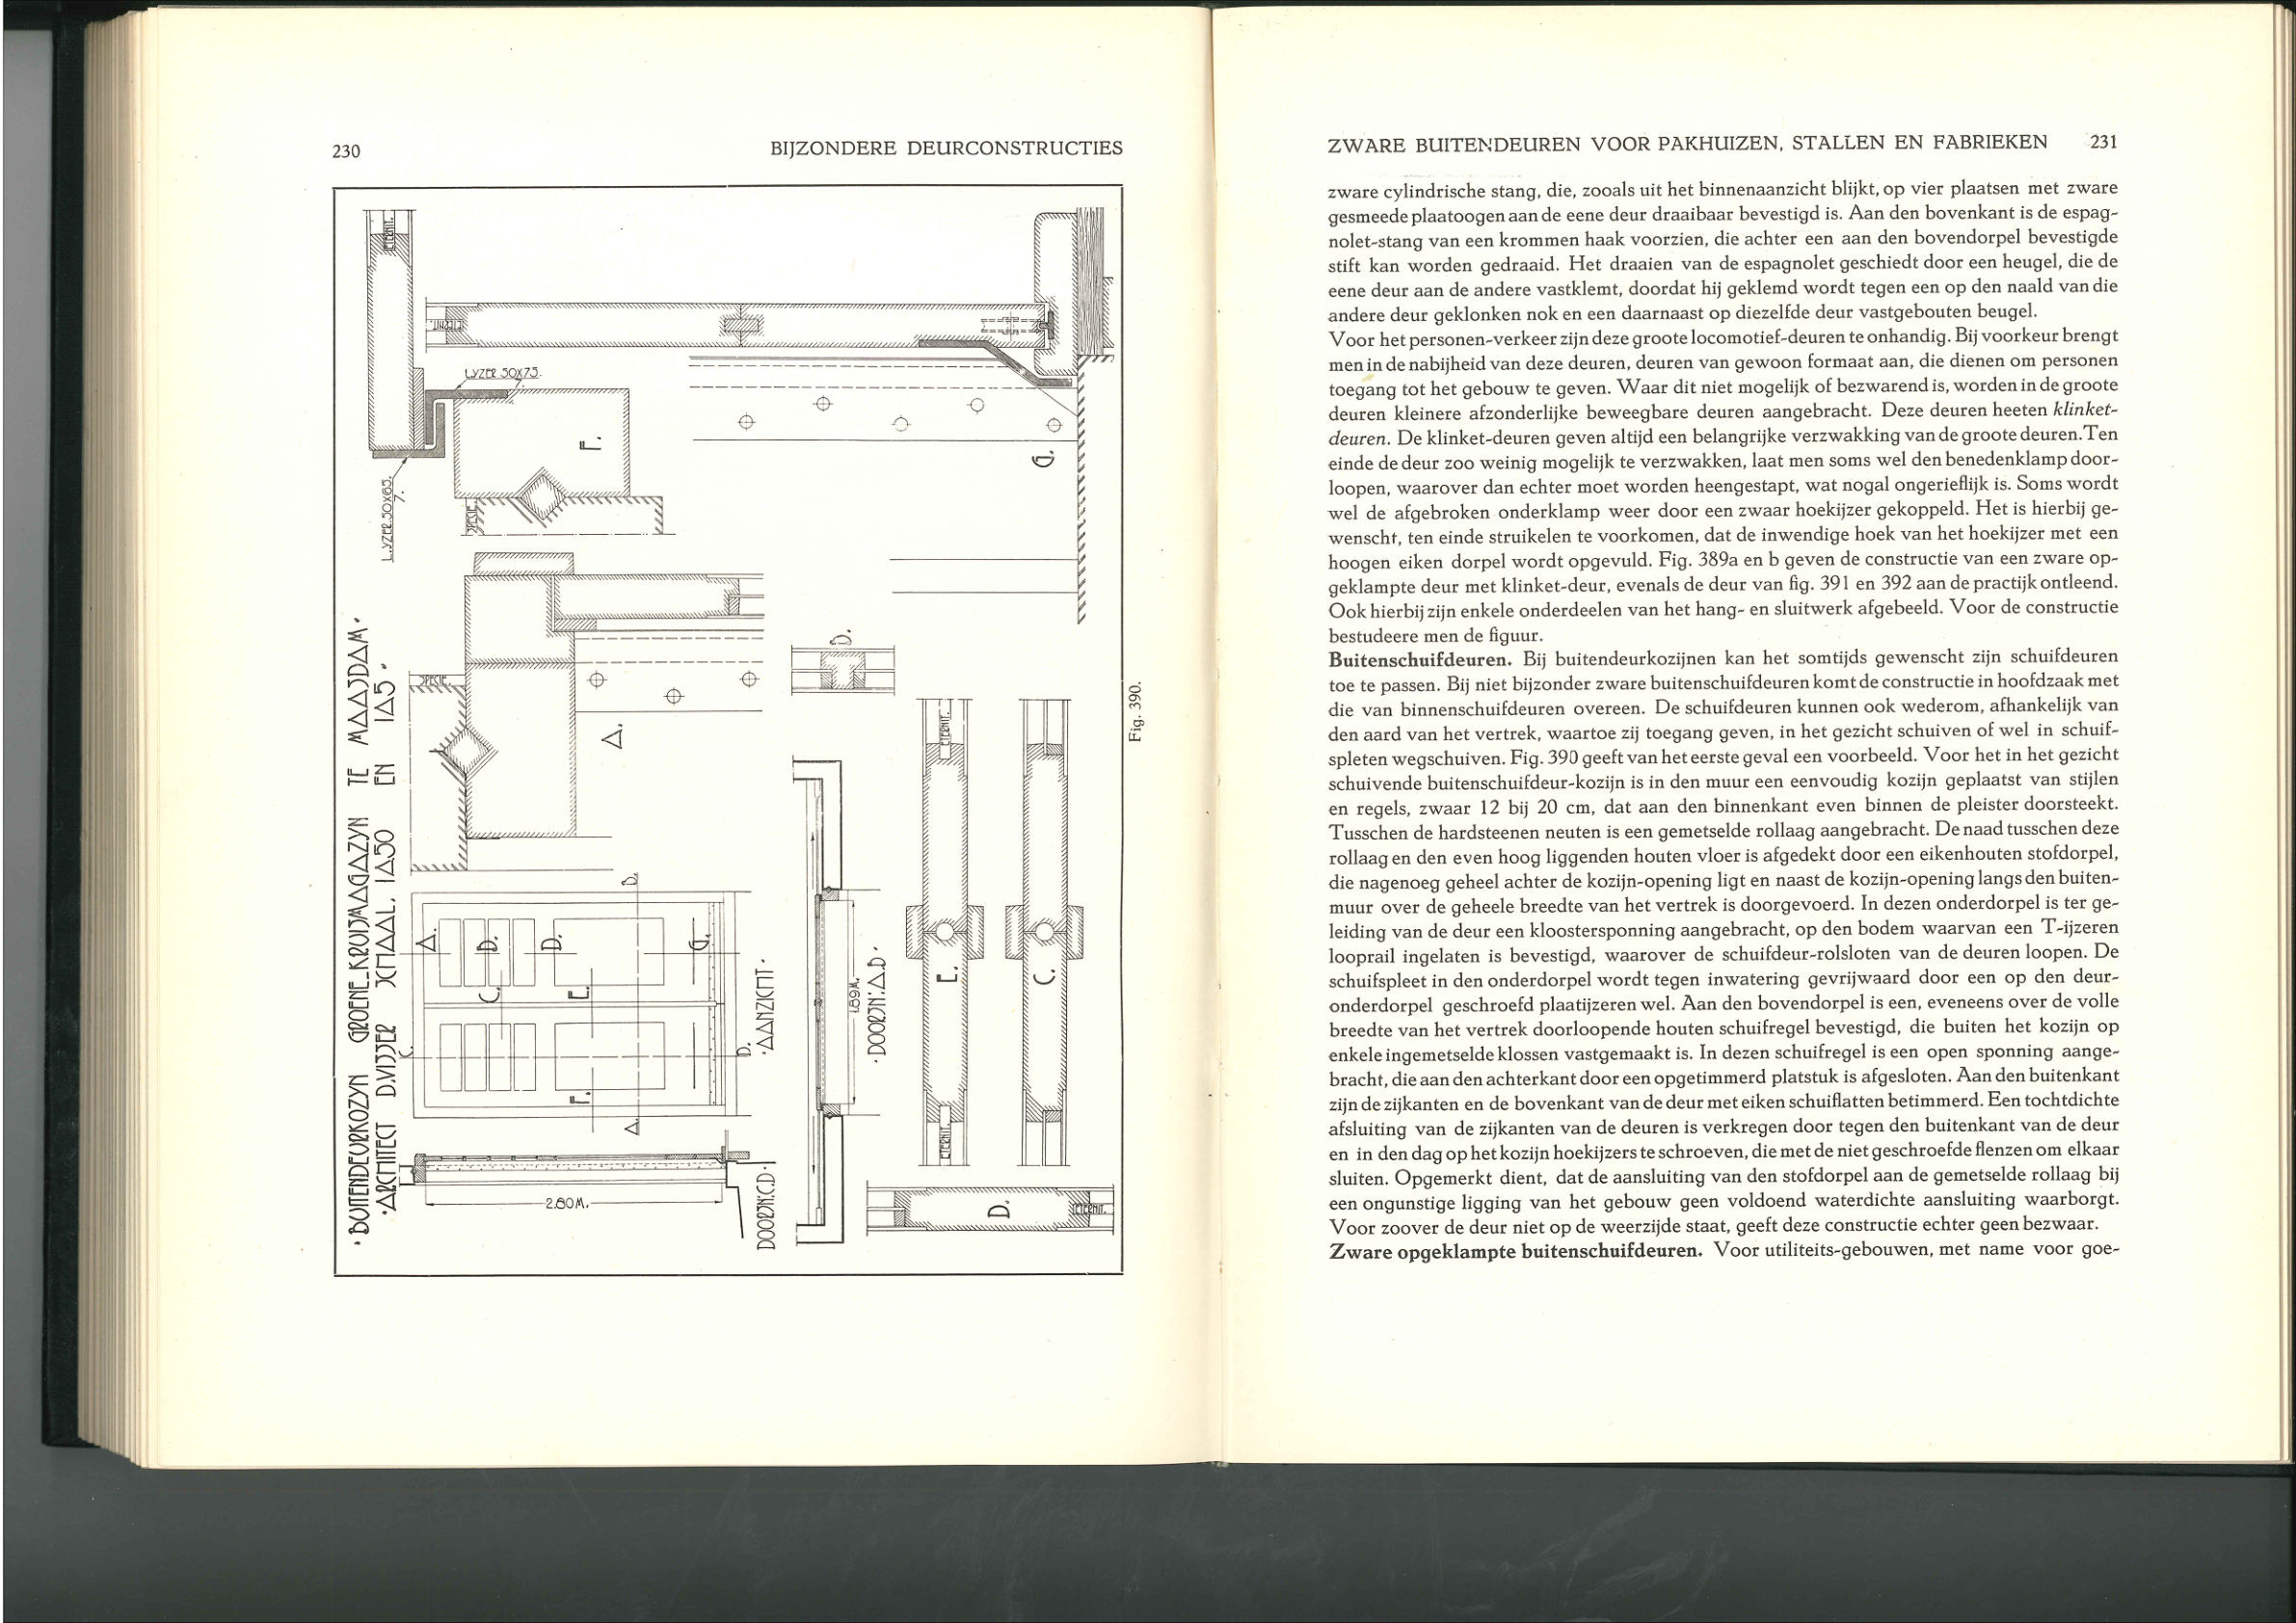 230
BIJZONDERE DEURCONSTRUCTIES
· BUITENDEURKOZYN GROENE_KRUISMAGAZYN TE MAASDAM ·
· ARCHITECT D.VISSER SCHAAL. 1A50 EN 1A5 ·
ETERNIT.
ETERNIT.
L.YZER.50X75.
7.
L.YZER.50X65.
7.
F.
G.
SPECIE.
SPECIE.
A.
B.
A.
B.
D.
D.
G.
C.
E.
F.
C.
D.
A.
· AANZICHT ·
2.80 M.
DOORSN: C.D ·
1.89 M.
· DOORSN: A.B ·
ETERNIT.
E.
ETERNIT.
C.
D.
ETERNIT.
Fig. 390.
ZWARE BUITENDEUREN VOOR PAKHUIZEN, STALLEN EN FABRIEKEN 231
zware cylindrische stang, die, zooals uit het binnenaanzicht blijkt, op vier plaatsen met zware
gesmeede plaatoogen aan de eene deur draaibaar bevestigd is. Aan den bovenkant is de espag-
nolet-stang van een krommen haak voorzien, die achter een aan den bovendorpel bevestigde
stift kan worden gedraaid. Het draaien van de espagnolet geschiedt door een heugel, die de
eene deur aan de andere vastklemt, doordat hij geklemd wordt tegen een op den naald van die
andere deur geklonken nok en een daarnaast op diezelfde deur vastgebouten beugel.
Voor het personen-verkeer zijn deze groote locomotief-deuren te onhandig. Bij voorkeur brengt
men in de nabijheid van deze deuren, deuren van gewoon formaat aan, die dienen om personen
toegang tot het gebouw te geven. Waar dit niet mogelijk of bezwarend is, worden in de groote
deuren kleinere afzonderlijke beweegbare deuren aangebracht. Deze deuren heeten klinket-
deuren. De klinket-deuren geven altijd een belangrijke verzwakking van de groote deuren. Ten
einde de deur zoo weinig mogelijk te verzwakken, laat men soms wel den benedenklamp door-
loopen, waarover dan echter moet worden heengestapt, wat nogal ongerieflijk is. Soms wordt
wel de afgebroken onderklamp weer door een zwaar hoekijzer gekoppeld. Het is hierbij ge-
wenscht, ten einde struikelen te voorkomen, dat de inwendige hoek van het hoekijzer met een
hoogen eiken dorpel wordt opgevuld. Fig. 389a en b geven de constructie van een zware op-
geklampte deur met klinket-deur, evenals de deur van fig. 391 en 392 aan de practijk ontleend.
Ook hierbij zijn enkele onderdeelen van het hang- en sluitwerk afgebeeld. Voor de constructie
bestudeere men de figuur.
Buitenschuifdeuren. Bij buitendeurkozijnen kan het somtijds gewenscht zijn schuifdeuren
toe te passen. Bij niet bijzonder zware buitenschuifdeuren komt de constructie in hoofdzaak met
die van binnenschuifdeuren overeen. De schuifdeuren kunnen ook wederom, afhankelijk van
den aard van het vertrek, waartoe zij toegang geven, in het gezicht schuiven of wel in schuif-
spleten wegschuiven. Fig. 390 geeft van het eerste geval een voorbeeld. Voor het in het gezicht
schuivende buitenschuifdeur-kozijn is in den muur een eenvoudig kozijn geplaatst van stijlen
en regels, zwaar 12 bij 20 cm, dat aan den binnenkant even binnen de pleister doorsteekt.
Tusschen de hardsteenen neuten is een gemetselde rollaag aangebracht. De naad tusschen deze
rollaag en den even hoog liggenden houten vloer is afgedekt door een eikenhouten stofdorpel,
die nagenoeg geheel achter de kozijn-opening ligt en naast de kozijn-opening langs den buiten-
muur over de geheele breedte van het vertrek is doorgevoerd. In dezen onderdorpel is ter ge-
leiding van de deur een kloostersponning aangebracht, op den bodem waarvan een T-ijzeren
looprail ingelaten is bevestigd, waarover de schuifdeur-rolsloten van de deuren loopen. De
schuifspleet in den onderdorpel wordt tegen inwatering gevrijwaard door een op den deur-
onderdorpel geschroefd plaatijzeren wel. Aan den bovendorpel is een, eveneens over de volle
breedte van het vertrek doorloopende houten schuifregel bevestigd, die buiten het kozijn op
enkele ingemetselde klossen vastgemaakt is. In dezen schuifregel is een open sponning aange-
bracht, die aan den achterkant door een opgetimmerd platstuk is afgesloten. Aan den buitenkant
zijn de zijkanten en de bovenkant van de deur met eiken schuiflatten betimmerd. Een tochtdichte
afsluiting van de zijkanten van de deuren is verkregen door tegen den buitenkant van de deur
en in den dag op het kozijn hoekijzers te schroeven, die met de niet geschroefde flenzen om elkaar
sluiten. Opgemerkt dient, dat de aansluiting van den stofdorpel aan de gemetselde rollaag bij
een ongunstige ligging van het gebouw geen voldoend waterdichte aansluiting waarborgt.
Voor zoover de deur niet op de weerzijde staat, geeft deze constructie echter geen bezwaar.
Zware opgeklampte buitenschuifdeuren. Voor utiliteits-gebouwen, met name voor goe-